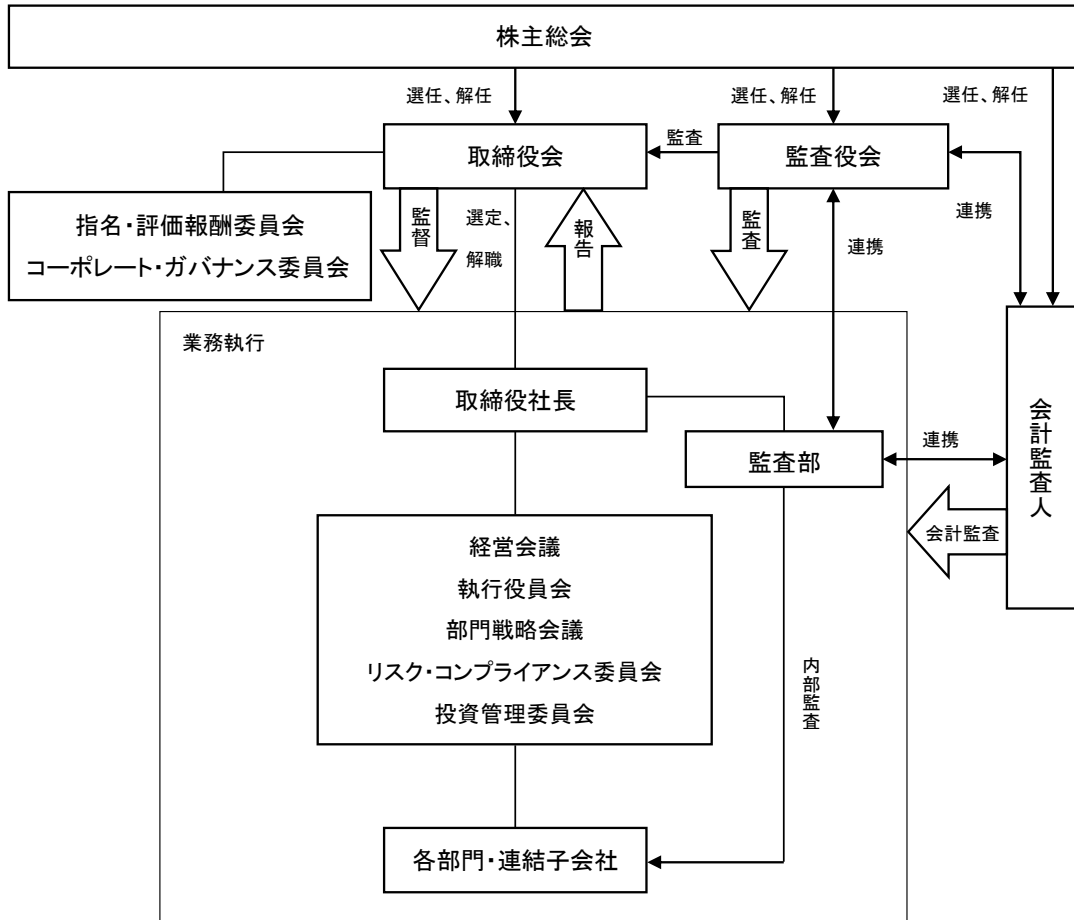 株主総会
選任、解任
選任、解任
選任、解任
取締役会
監査
監査役会
連携
指名・評価報酬委員会
コーポレート・ガバナンス委員会
監督
選定、
解職
報告
監査
連携
業務執行
取締役社長
監査部
連携
会計監査人
会計監査
経営会議
執行役員会
部門戦略会議
リスク・コンプライアンス委員会
投資管理委員会
内部監査
各部門・連結子会社